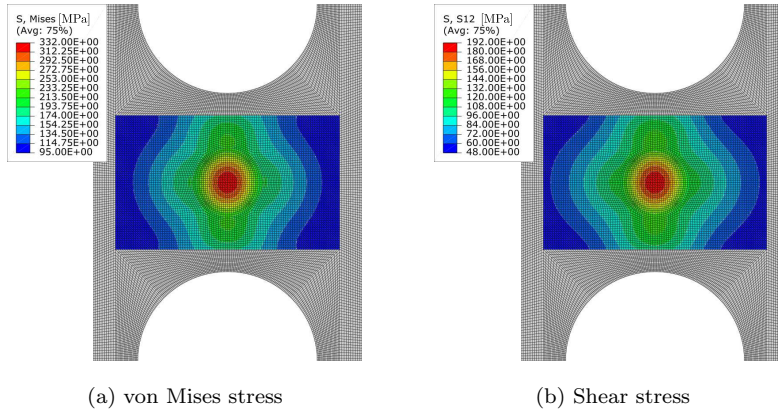 S, Mises [MPa]
(Avg: 75%)
332.00E+00
312.25E+00
292.50E+00
272.75E+00
253.00E+00
233.25E+00
213.50E+00
193.75E+00
174.00E+00
154.25E+00
134.50E+00
114.75E+00
95.00E+00
S, S12 [MPa]
(Avg: 75%)
192.00E+00
180.00E+00
168.00E+00
156.00E+00
144.00E+00
132.00E+00
120.00E+00
108.00E+00
96.00E+00
84.00E+00
72.00E+00
60.00E+00
48.00E+00
(a) von Mises stress
(b) Shear stress